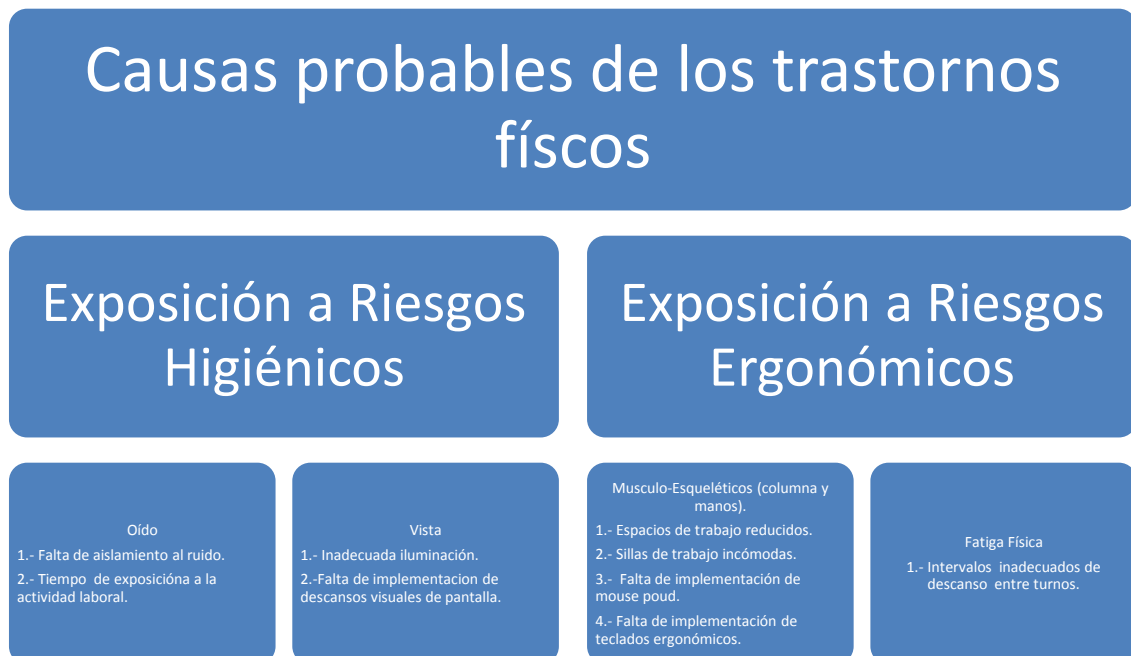 Causas probables de los trastornos
físcos
Exposición a Riesgos
Higiénicos
Exposición a Riesgos
Ergonómicos
Oído
1.- Falta de aislamiento al ruido.
2.- Tiempo  de exposicióna a la
actividad laboral.
Vista
1.- Inadecuada iluminación.
2.-Falta de implementacion de
descansos visuales de pantalla.
Musculo-Esqueléticos (columna y
manos).
1.- Espacios de trabajo reducidos.
2.- Sillas de trabajo incómodas.
3.-  Falta de implementación de
mouse poud.
4.- Falta de implementación de
teclados ergonómicos.
Fatiga Física
1.- Intervalos  inadecuados de
descanso  entre turnos.